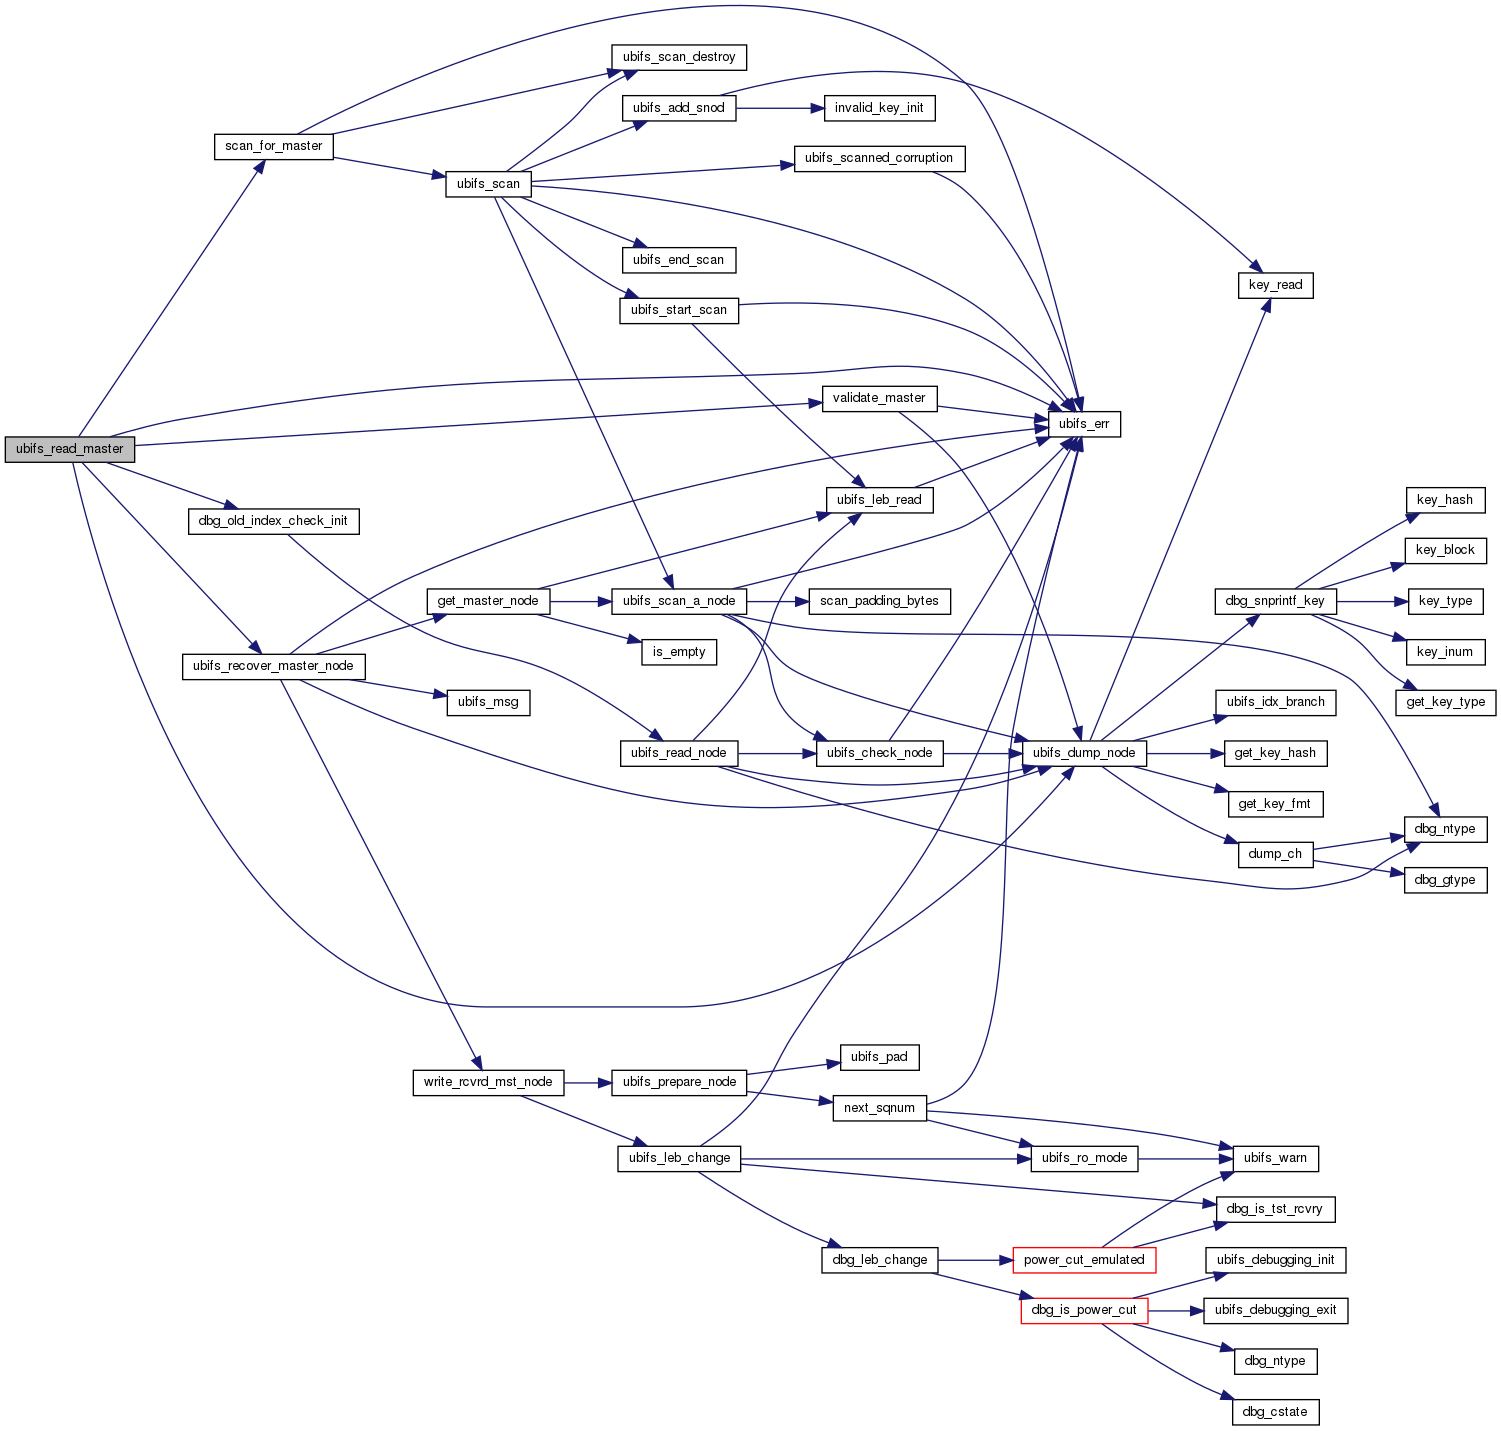 ubifs_scan_destroy
ubifs_add_snod
invalid_key_init
scan_for_master
ubifs_scanned_corruption
ubifs_scan
ubifs_end_scan
key_read
ubifs_start_scan
validate_master
ubifs_err
ubifs_read_master
ubifs_leb_read
key_hash
dbg_old_index_check_init
key_block
get_master_node
ubifs_scan_a_node
scan_padding_bytes
dbg_snprintf_key
key_type
is_empty
key_inum
ubifs_recover_master_node
ubifs_msg
ubifs_idx_branch
get_key_type
ubifs_read_node
ubifs_check_node
ubifs_dump_node
get_key_hash
get_key_fmt
dbg_ntype
dump_ch
dbg_gtype
ubifs_pad
write_rcvrd_mst_node
ubifs_prepare_node
next_sqnum
ubifs_leb_change
ubifs_ro_mode
ubifs_warn
dbg_is_tst_rcvry
dbg_leb_change
power_cut_emulated
ubifs_debugging_init
dbg_is_power_cut
ubifs_debugging_exit
dbg_ntype
dbg_cstate